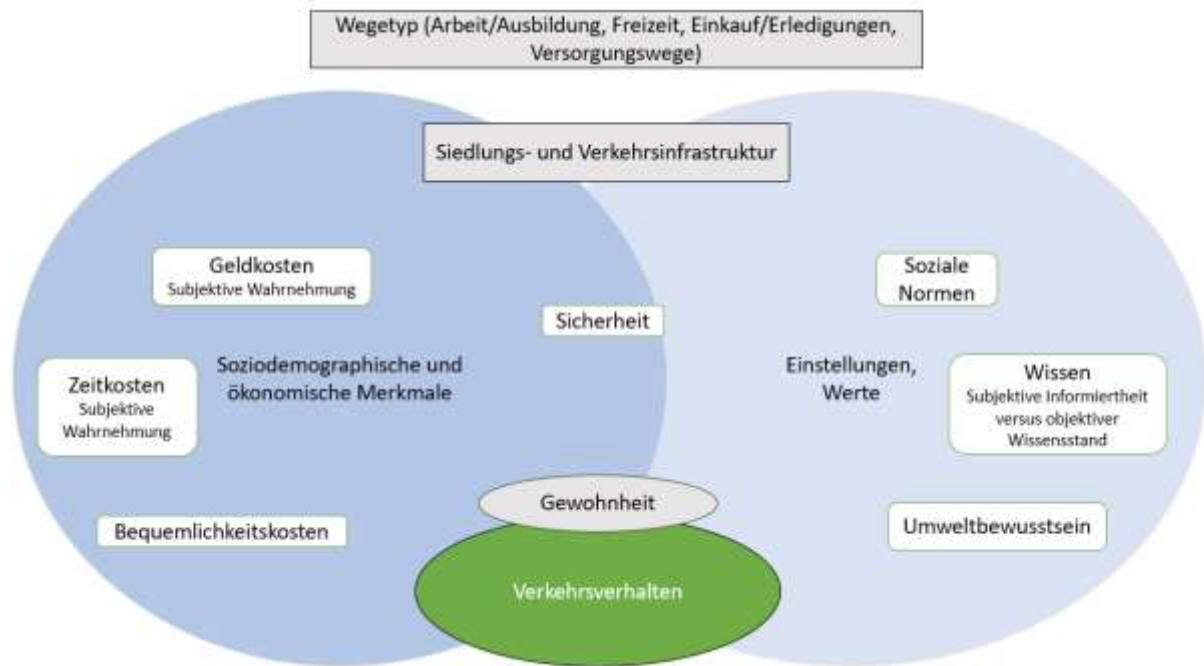 Wegetyp (Arbeit/Ausbildung, Freizeit, Einkauf/Erledigungen,
Versorgungswege)
Siedlungs- und Verkehrsinfrastruktur
Geldkosten
Subjektive Wahrnehmung
Soziale
Normen
Sicherheit
Soziodemographische und
ökonomische Merkmale
Zeitkosten
Subjektive
Wahrnehmung
Einstellungen,
Werte
Wissen
Subjektive Informiertheit
versus objektiver
Wissensstand
Gewohnheit
Bequemlichkeitskosten
Umweltbewusstsein
Verkehrsverhalten